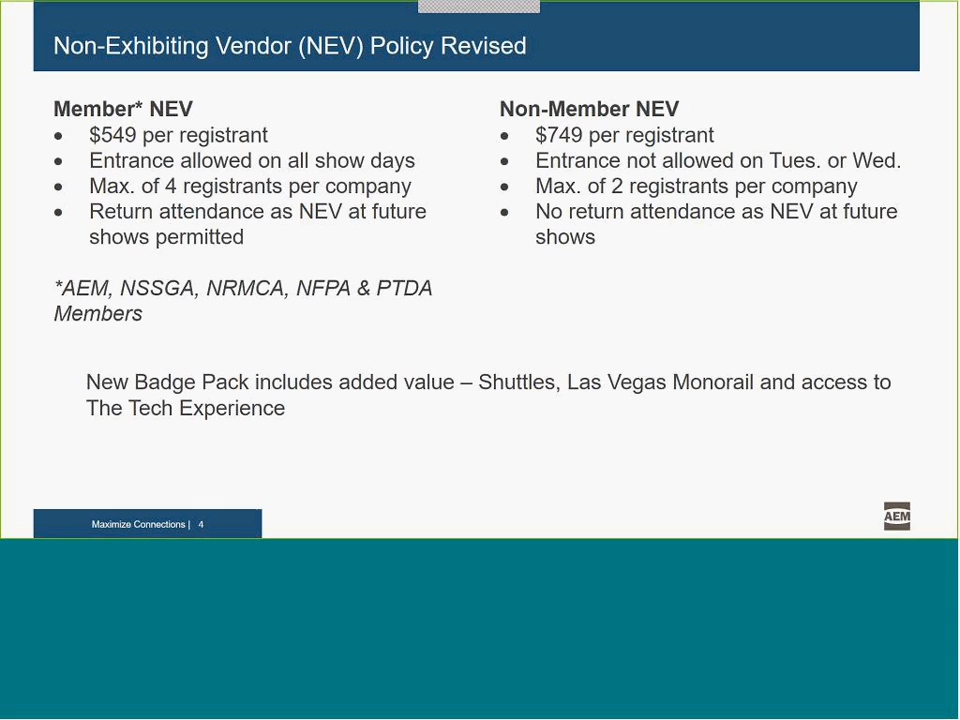 Non-Exhibiting Vendor (NEV) Policy Revised
Member* NEV
• $549 per registrant
• Entrance allowed on all show days
• Max. of 4 registrants per company
• Return attendance as NEV at future
shows permitted
*AEM, NSSGA, NRMCA, NFPA & PTDA
Members
Non-Member NEV
• $749 per registrant
• Entrance not allowed on Tues. or Wed.
• Max. of 2 registrants per company
• No return attendance as NEV at future
shows
New Badge Pack includes added value – Shuttles, Las Vegas Monorail and access to
The Tech Experience
Maximize Connections | 4
AEM